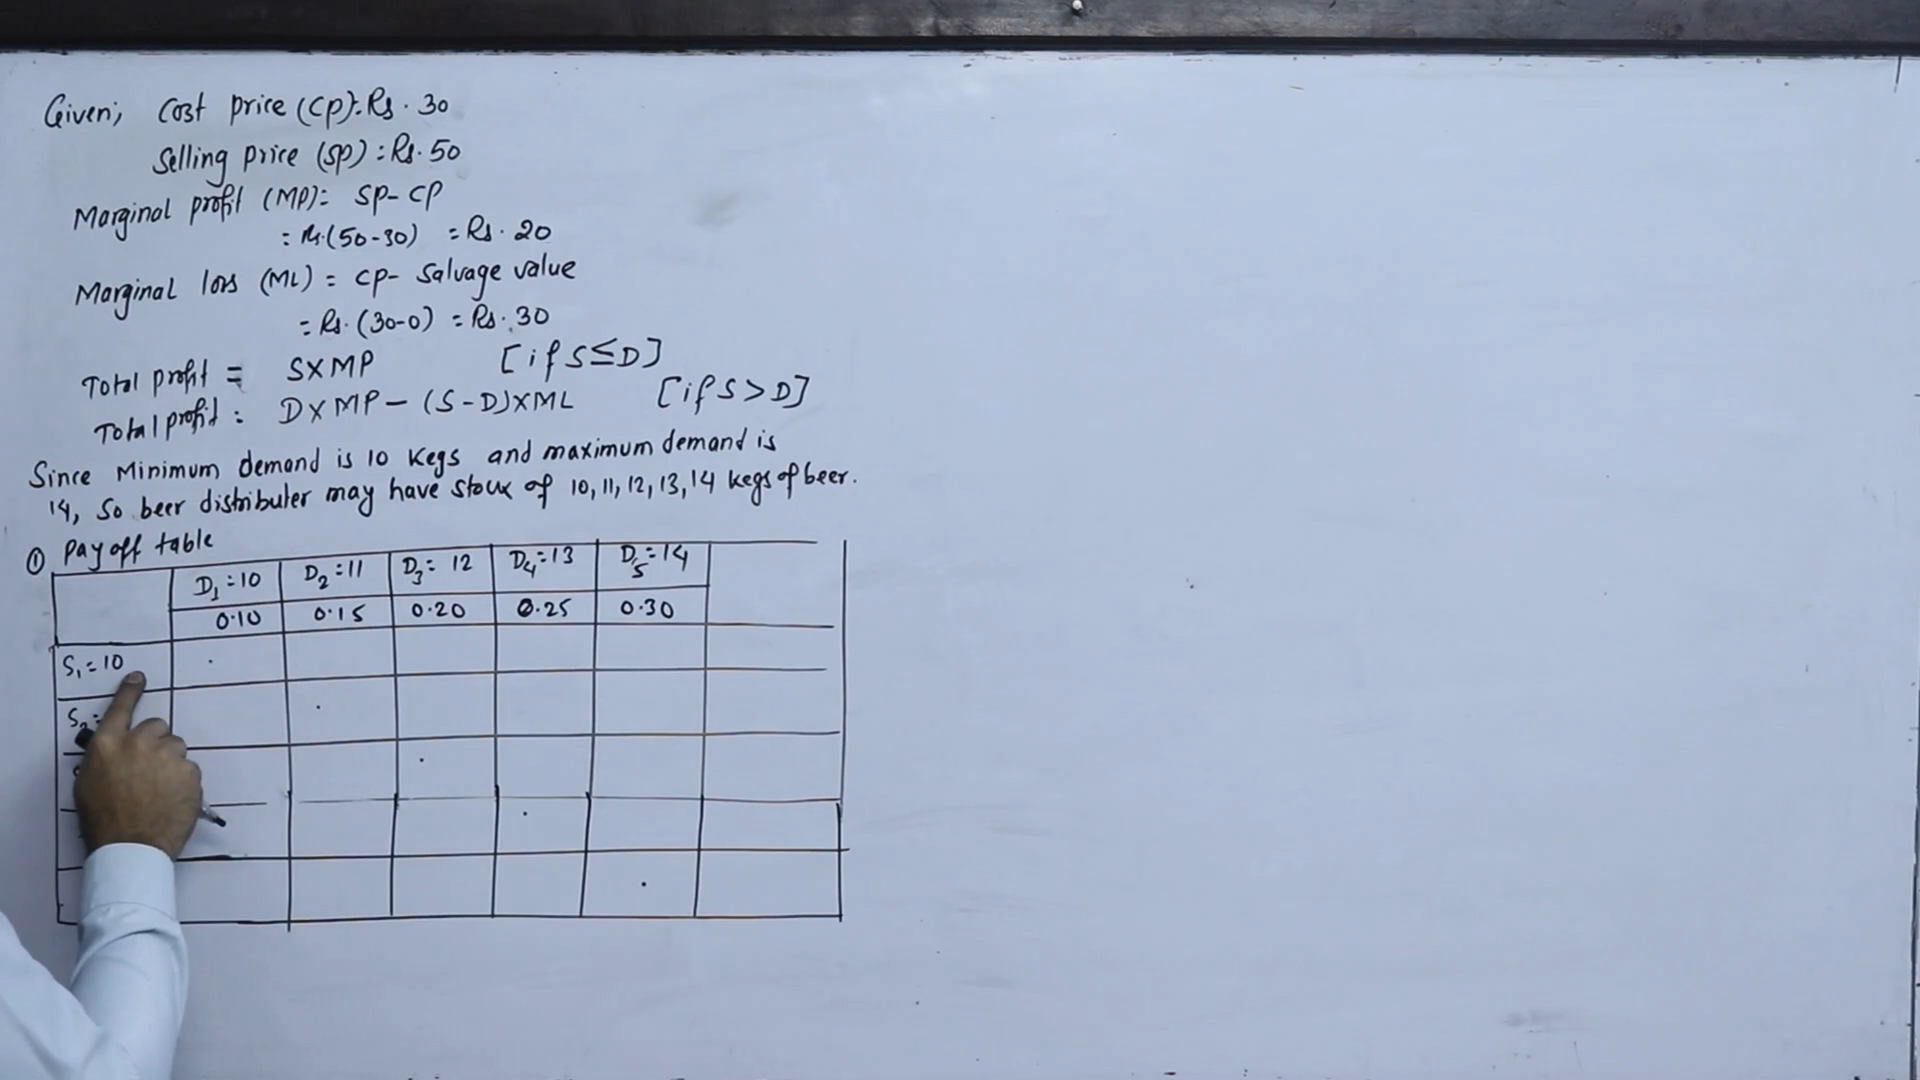 Given; Cost price (CP): Rs. 30
Selling price (SP) = Rs. 50
Marginal profit (MP) = SP - CP
= Rs. (50-30) = Rs. 20
Marginal loss (ML) = CP - Salvage value
= Rs. (30-0) = Rs. 30
Total profit = S×MP [if S≤D]
Total profit = D×MP - (S-D)×ML [if S>D]
Since Minimum demand is 10 Kegs and maximum demand is
14, So beer distributer may have stock of 10, 11, 12, 13, 14 kegs of beer.
① Pay off table
D₁=10 D₂=11 D₃= 12 D₄=13 D₅=14
0.10 0.15 0.20 0.25 0.30
S₁=10
S₂=